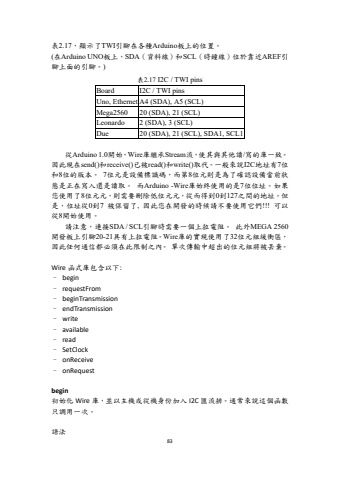 表2.17，顯示了TWI引腳在各種Arduino板上的位置。
(在Arduino UNO板上，SDA（資料線）和SCL（時鐘線）位於靠近AREF引
腳上面的引腳。)
表2.17 I2C / TWI pins
Board I2C / TWI pins
Uno, Ethernet A4 (SDA), A5 (SCL)
Mega2560 20 (SDA), 21 (SCL)
Leonardo 2 (SDA), 3 (SCL)
Due 20 (SDA), 21 (SCL), SDA1, SCL1
從Arduino 1.0開始，Wire庫繼承Stream流，使其與其他讀/寫的庫一致。
因此現在send()和receive()已被read()和write()取代。一般來說I2C地址有7位
和8位的版本。 7位元是設備標識碼，而第8位元則是為了確認設備當前狀
態是正在寫入還是讀取。 而Arduino -Wire庫始終使用的是7位位址，如果
您使用了8位元元，則需要刪除低位元元，從而得到0到127之間的地址。但
是，位址從0到7 被保留了, 因此您在開發的時候請不要使用它們!!! 可以
從8開始使用。
請注意，連接SDA / SCL引腳時需要一個上拉電阻。 此外MEGA 2560
開發板上引腳20-21具有上拉電阻。Wire庫的實現使用了32位元組緩衝區，
因此任何通信都必須在此限制之內。 單次傳輸中超出的位元組將被丟棄。
Wire 函式庫包含以下:
– begin
– requestFrom
– beginTransmission
– endTransmission
– write
– available
– read
– SetClock
– onReceive
– onRequest
begin
初始化 Wire 庫，並以主機或從機身份加入 I2C 匯流排。通常來說這個函數
只調用一次。
語法
83